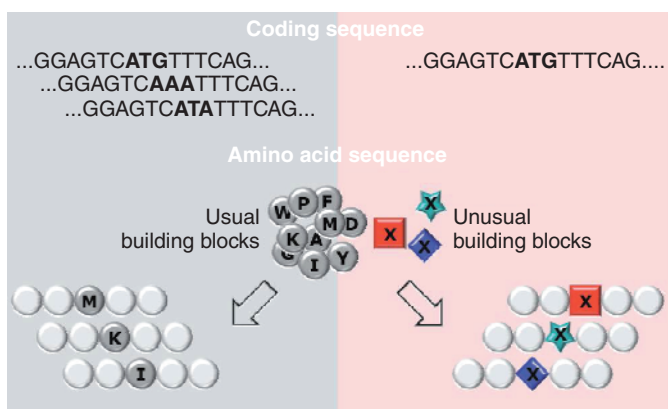 Coding sequence
...GGAGTCATGTTTCAG...
...GGAGTCAAATTTCAG...
...GGAGTCATATTTCAG...
...GGAGTCATGTTTCAG....
Amino acid sequence
Usual
building blocks
W P F
M D
K A
G I Y
X
X
X
Unusual
building blocks
M
K
I
X
X
X